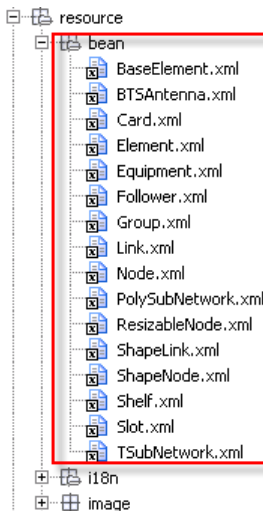 resource
bean
BaseElement.xml
BTSAntenna.xml
Card.xml
Element.xml
Equipment.xml
Follower.xml
Group.xml
Link.xml
Node.xml
PolySubNetwork.xml
ResizableNode.xml
ShapeLink.xml
ShapeNode.xml
Shelf.xml
Slot.xml
TSubNetwork.xml
i18n
image